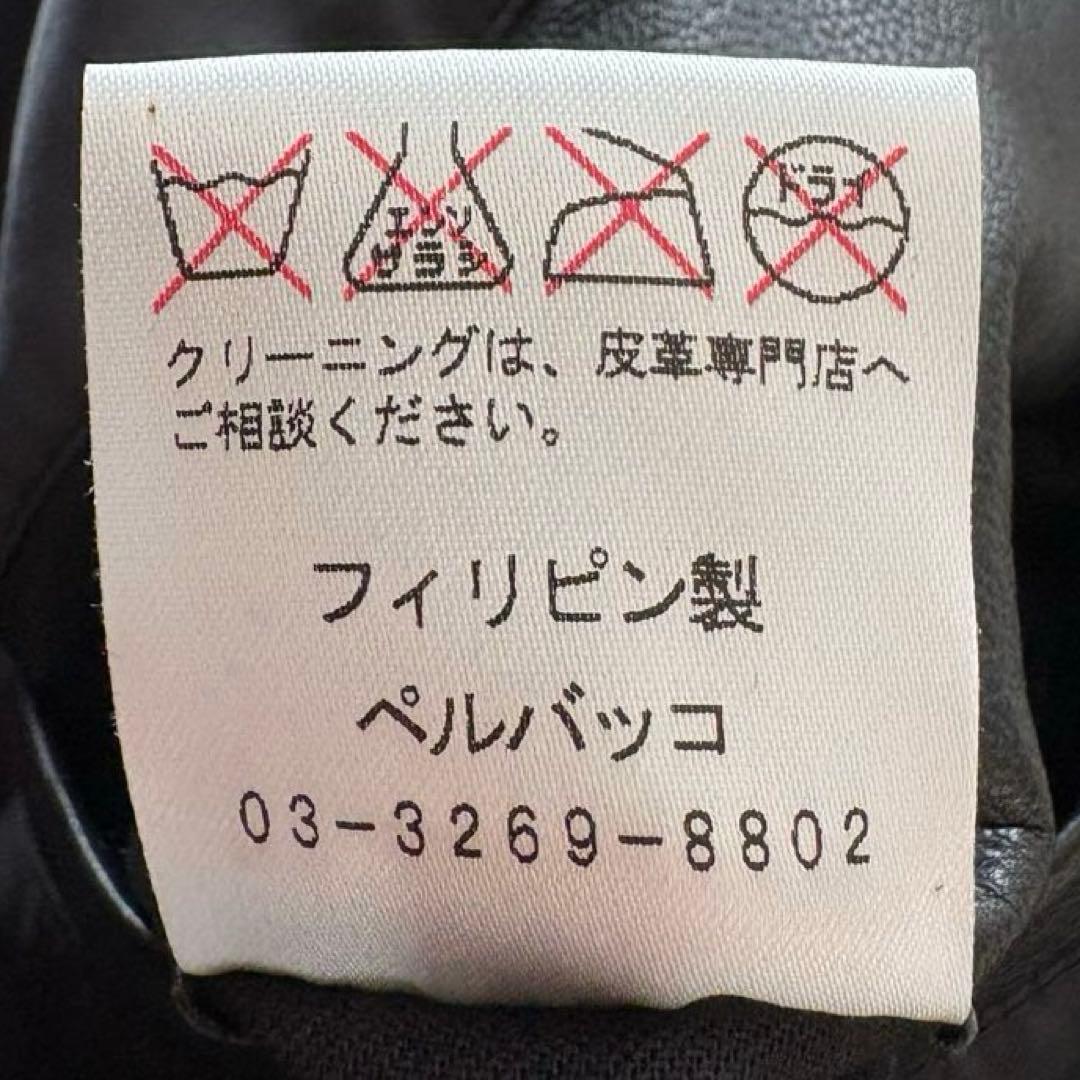 エンソ サラシ ドライ
クリーニングは、皮革専門店へ
ご相談ください。
フィリピン製
ペルバッコ
03-3269-8802